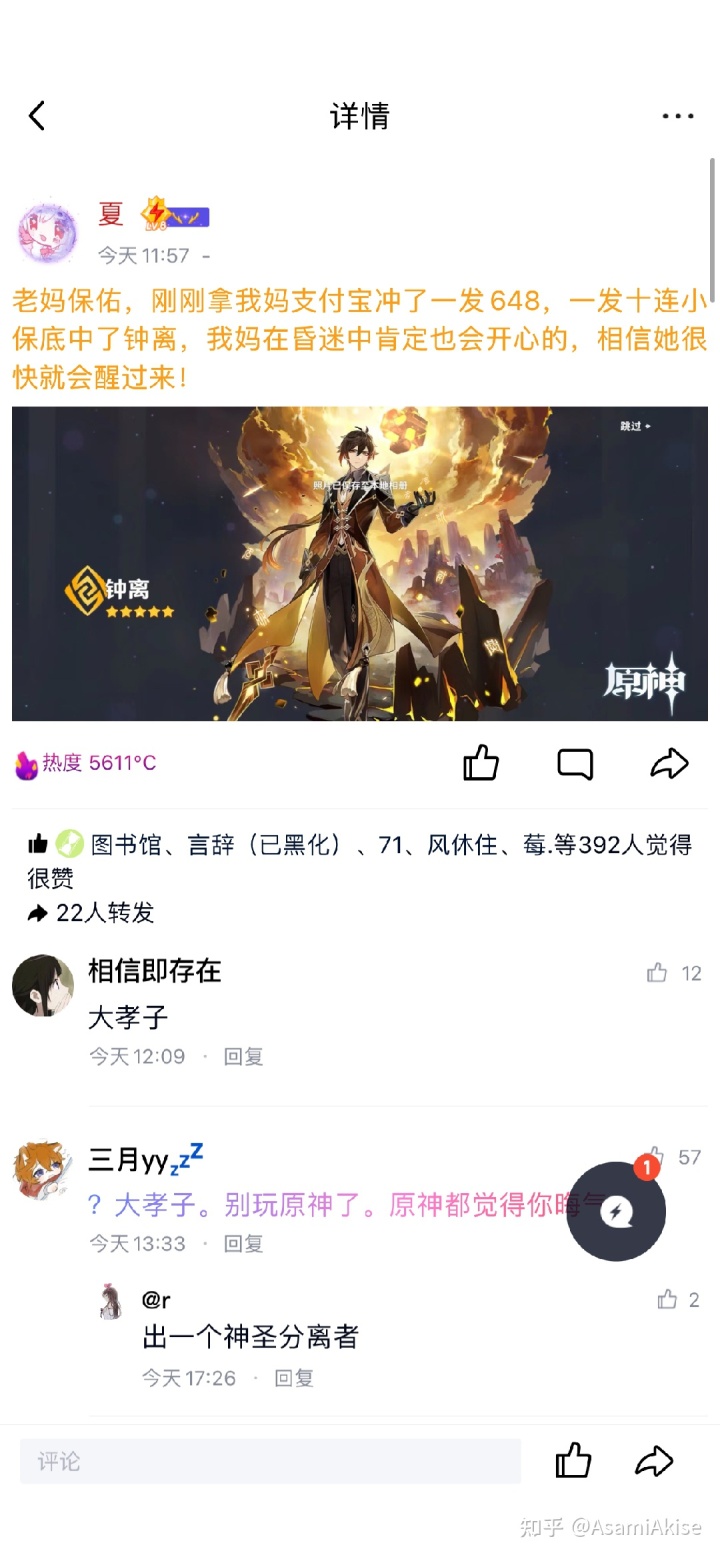 详情
夏
LV8
今天 11:57 -
老妈保佑，刚刚拿我妈支付宝冲了一发648，一发十连小
保底中了钟离，我妈在昏迷中肯定也会开心的，相信她很
快就会醒过来！
跳过
照片已保存至本地相册
钟离
原神
热度 5611°C
图书馆、言辞（已黑化）、71、风休住、莓.等392人觉得
很赞
22人转发
相信即存在
12
大孝子
今天 12:09 · 回复
三月yyzzZ
57
1
？大孝子。别玩原神了。原神都觉得你晦气
今天 13:33 · 回复
@r
2
出一个神圣分离者
今天 17:26 · 回复
评论
知乎 @AsamiAkise